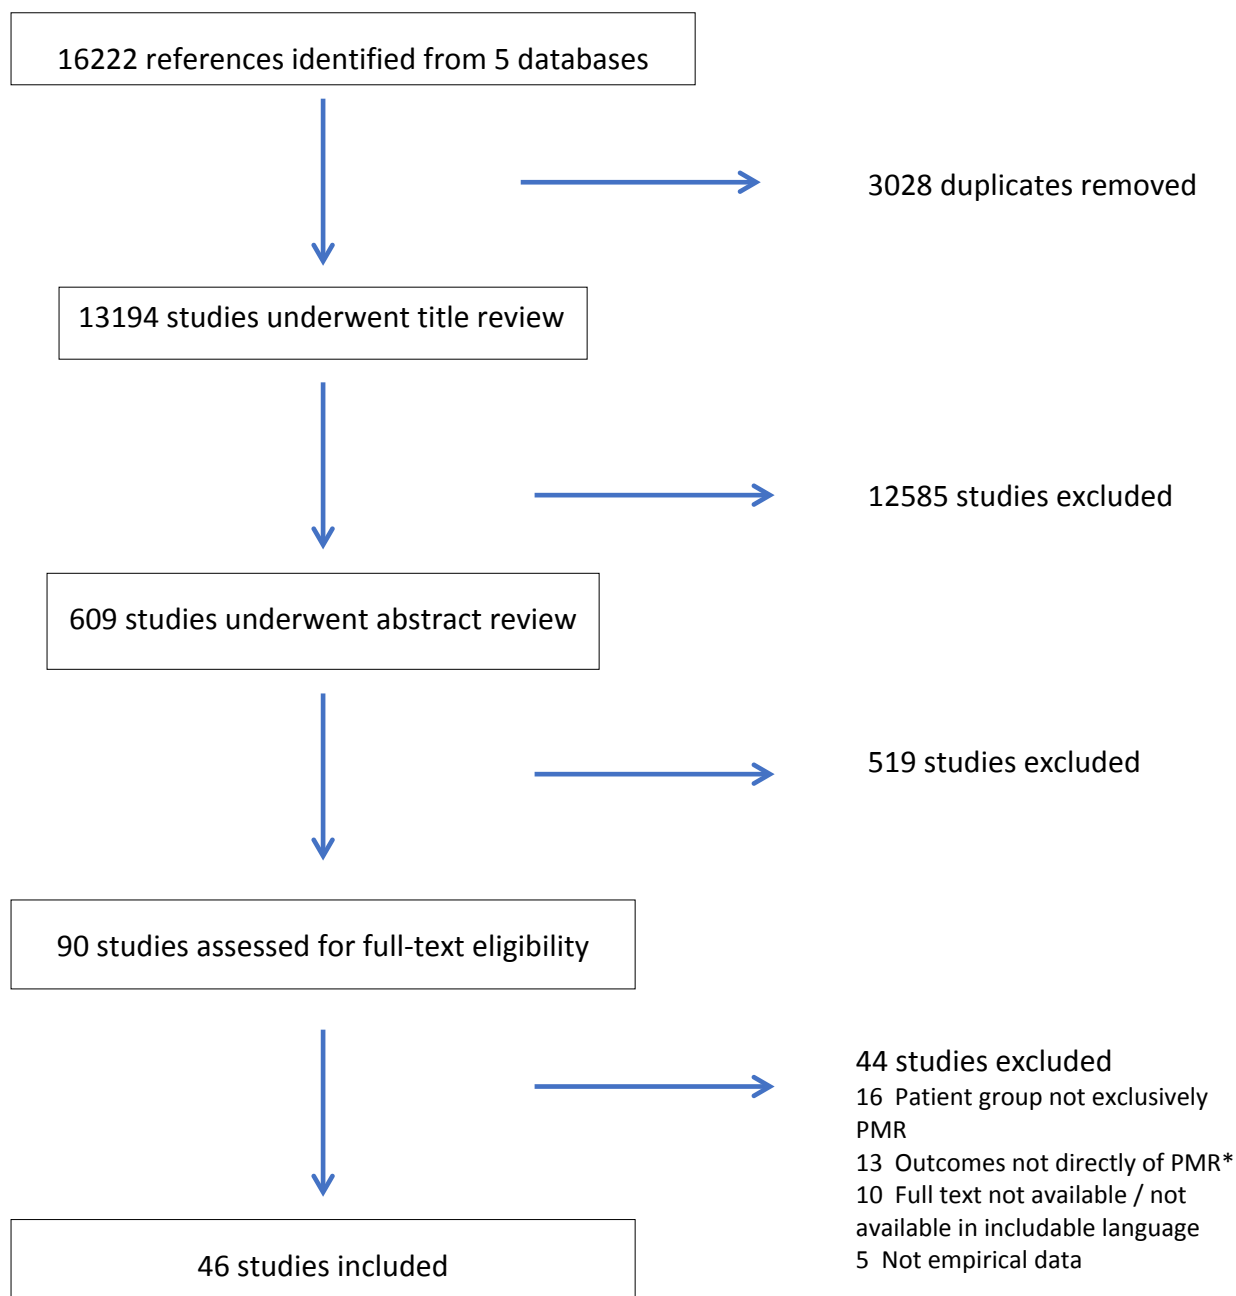 16222 references identified from 5 databases
3028 duplicates removed
13194 studies underwent title review
12585 studies excluded
609 studies underwent abstract review
519 studies excluded
90 studies assessed for full-text eligibility
44 studies excluded
16 Patient group not exclusively
PMR
13 Outcomes not directly of PMR*
10 Full text not available / not
available in includable language
5 Not empirical data
46 studies included